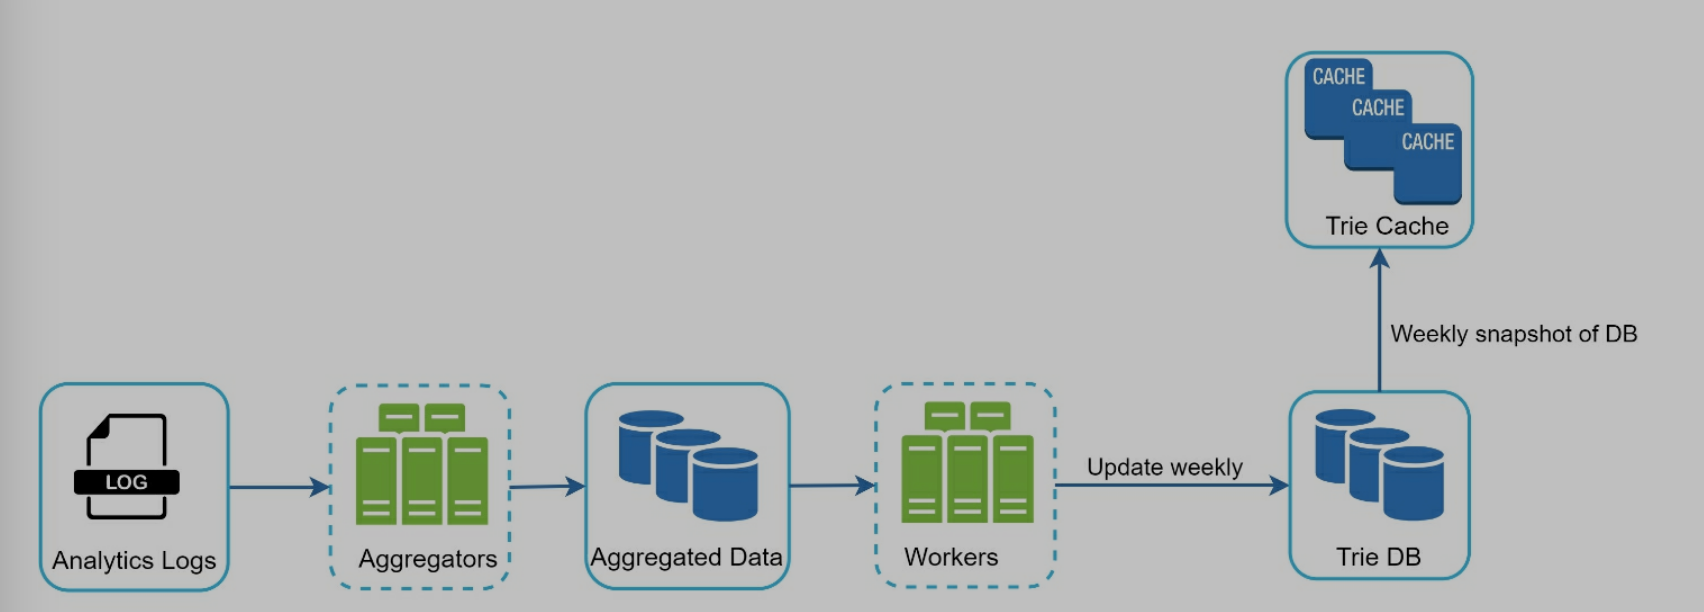 CACHE
CACHE
CACHE
Trie Cache
Weekly snapshot of DB
LOG
Analytics Logs
Aggregators
Aggregated Data
Workers
Update weekly
Trie DB